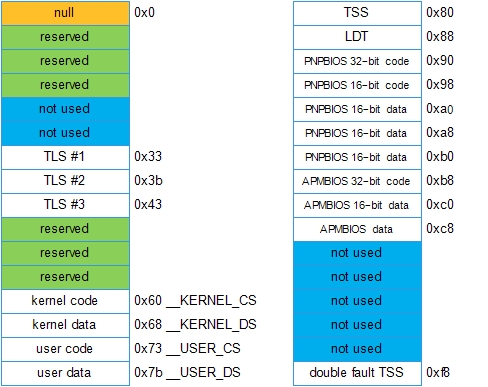 null 0x0
reserved
reserved
reserved
not used
not used
TLS #1 0x33
TLS #2 0x3b
TLS #3 0x43
reserved
reserved
reserved
kernel code 0x60 __KERNEL_CS
kernel data 0x68 __KERNEL_DS
user code 0x73 __USER_CS
user data 0x7b __USER_DS
TSS 0x80
LDT 0x88
PNPBIOS 32-bit code 0x90
PNPBIOS 16-bit code 0x98
PNPBIOS 16-bit data 0xa0
PNPBIOS 16-bit data 0xa8
PNPBIOS 16-bit data 0xb0
APMBIOS 32-bit code 0xb8
APMBIOS 16-bit data 0xc0
APMBIOS data 0xc8
not used
not used
not used
not used
not used
double fault TSS 0xf8